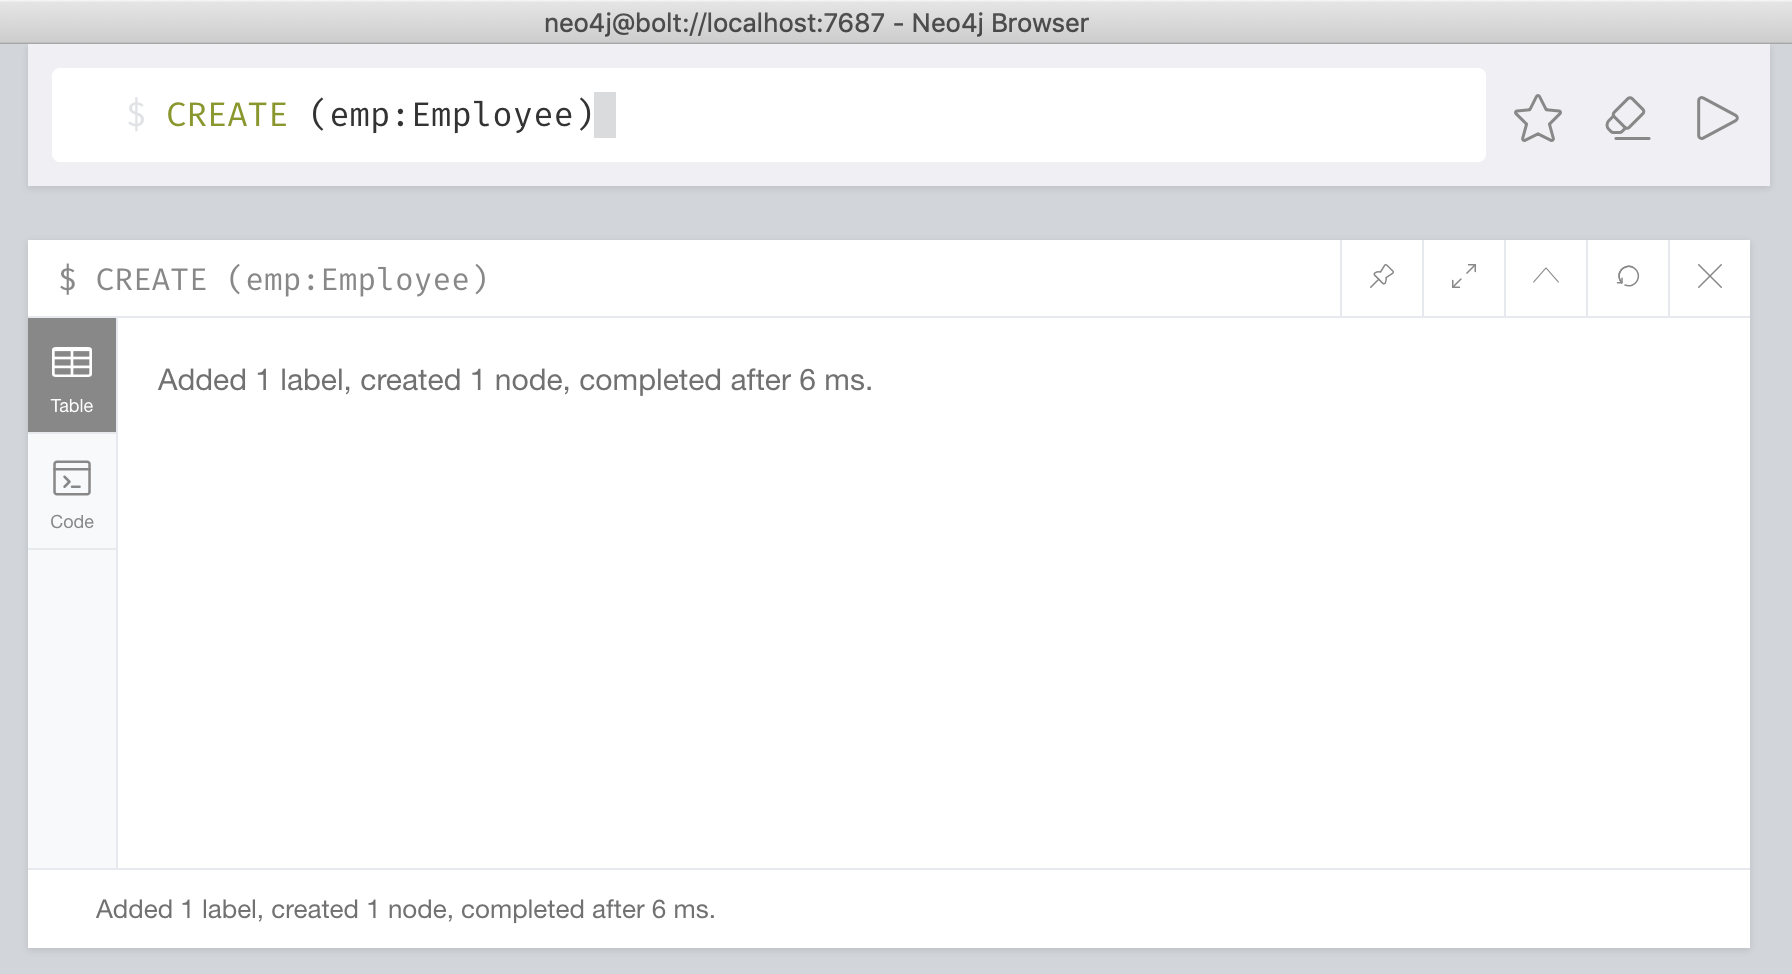 neo4j@bolt://localhost:7687 - Neo4j Browser
$ CREATE (emp:Employee)
$ CREATE (emp:Employee)
Table
Added 1 label, created 1 node, completed after 6 ms.
Code
Added 1 label, created 1 node, completed after 6 ms.